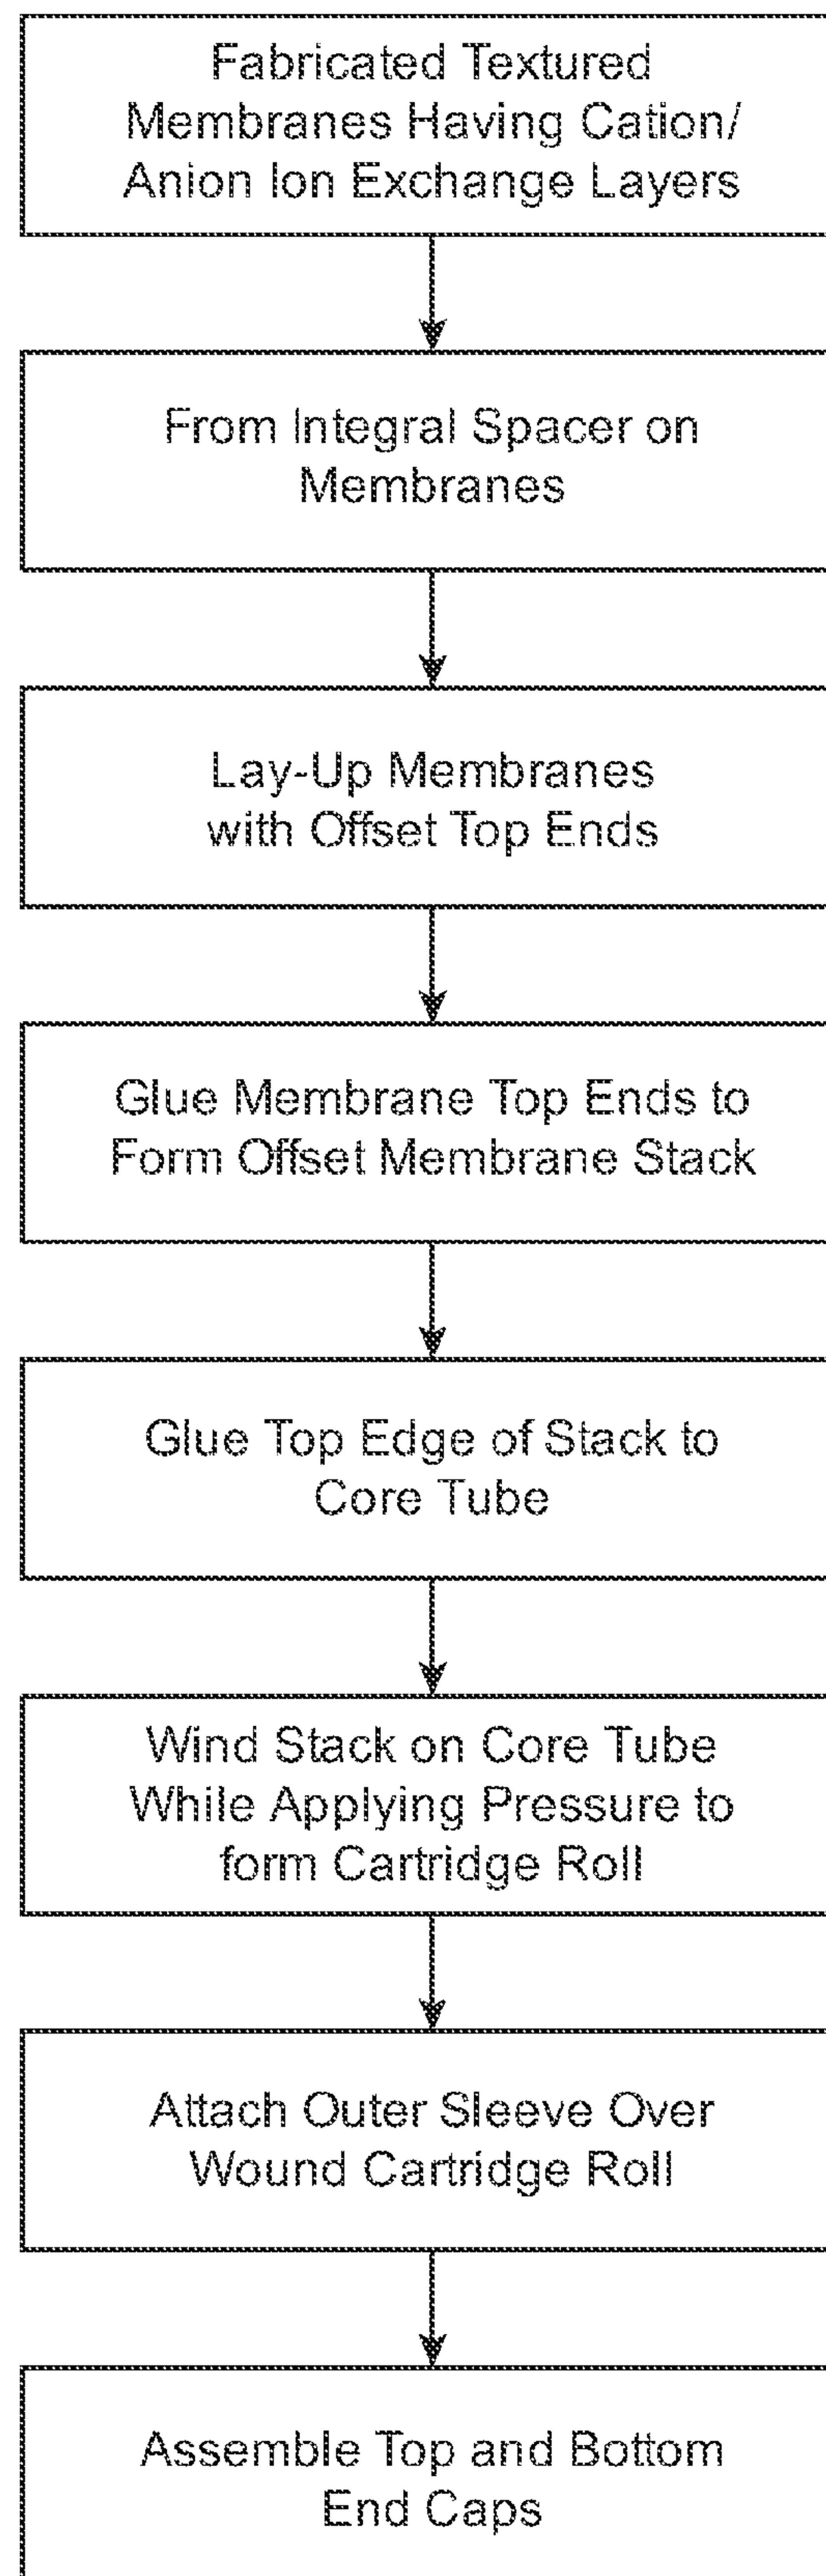 Fabricated Textured
Membranes Having Cation/
Anion Ion Exchange Layers
From Integral Spacer on
Membranes
Lay-Up Membranes
with Offset Top Ends
Glue Membrane Top Ends to
Form Offset Membrane Stack
Glue Top Edge of Stack to
Core Tube
Wind Stack on Core Tube
While Applying Pressure to
form Cartridge Roll
Attach Outer Sleeve Over
Wound Cartridge Roll
Assemble Top and Bottom
End Caps